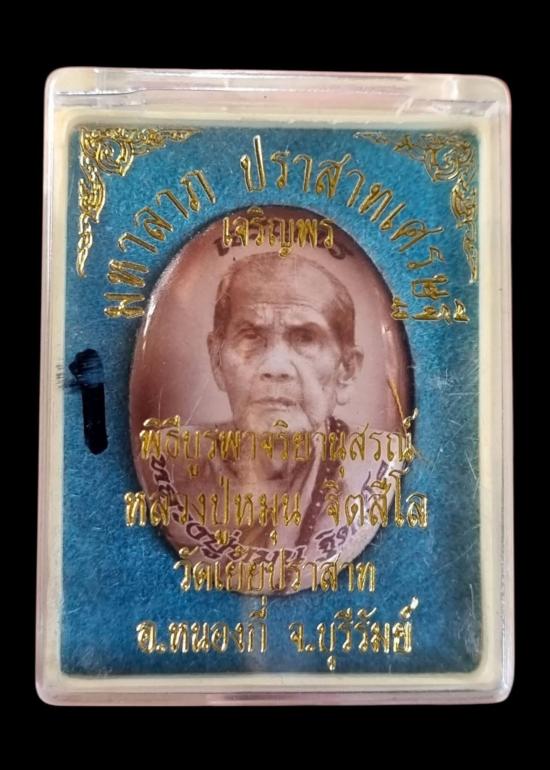 มหาลาภ ปราสาทเศรษฐี
เจริญพร
พิธีบูรพาจริยานุสรณ์
หลวงปู่หมุน ฐิตสีโล
วัดเย้ยปราสาท
อ.หนองกี่ จ.บุรีรัมย์